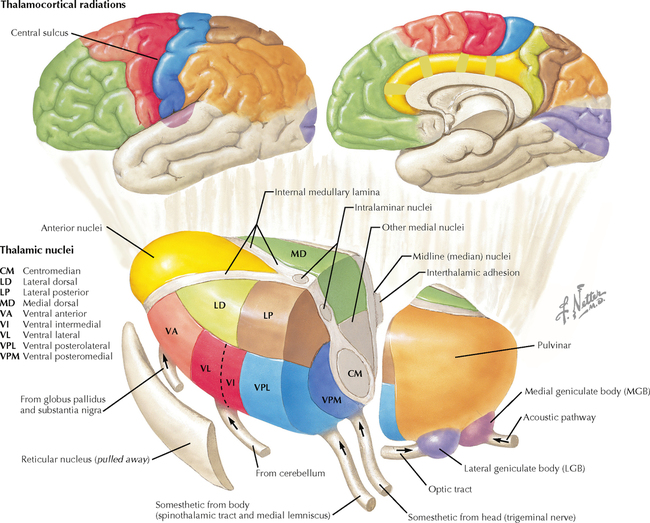 Thalamocortical radiations
Central sulcus
Internal medullary lamina
Intralaminar nuclei
Other medial nuclei
Midline (median) nuclei
Interthalamic adhesion
Anterior nuclei
Thalamic nuclei
CM Centromedian
LD Lateral dorsal
LP Lateral posterior
MD Medial dorsal
VA Ventral anterior
VI Ventral intermedial
VL Ventral lateral
VPL Ventral posterolateral
VPM Ventral posteromedial
MD
LD
LP
VA
VL
VI
VPL
VPM
CM
F. Netter
M.D.
Pulvinar
Medial geniculate body (MGB)
Acoustic pathway
From globus pallidus
and substantia nigra
Reticular nucleus (pulled away)
From cerebellum
Lateral geniculate body (LGB)
Optic tract
Somesthetic from body
(spinothalamic tract and medial lemniscus)
Somesthetic from head (trigeminal nerve)